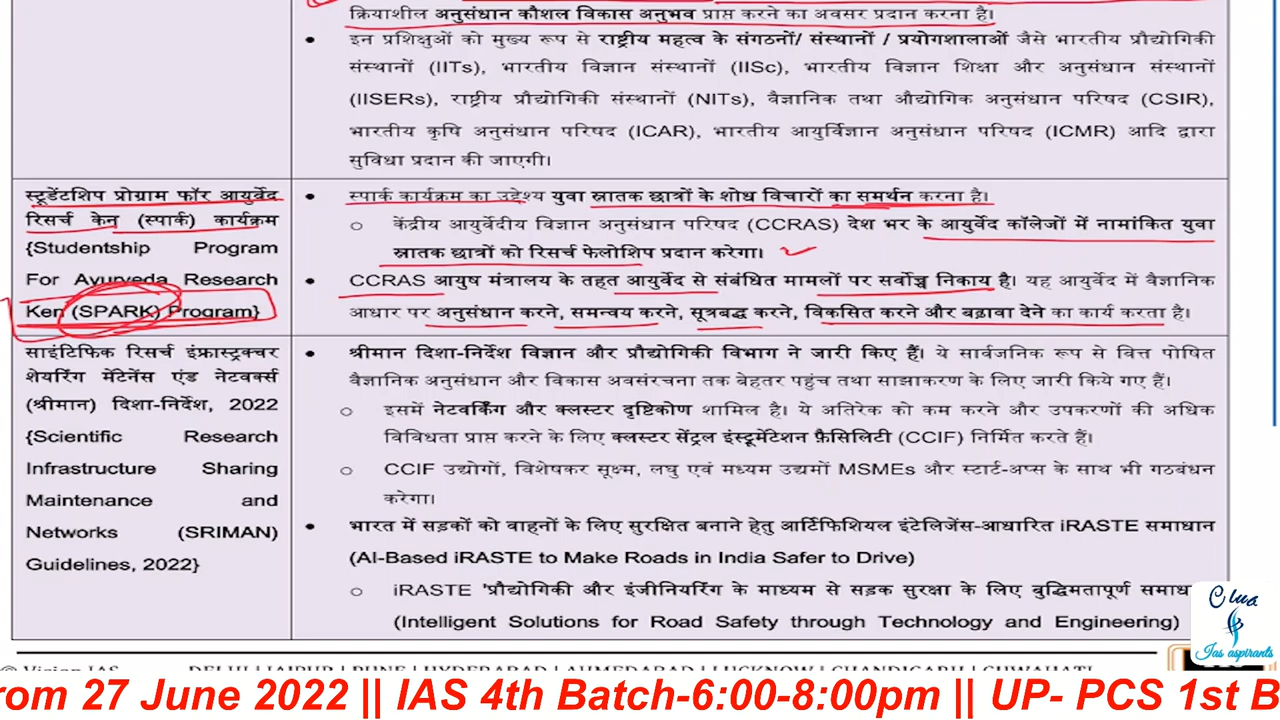 क्रियाशील अनुसंधान कौशल विकास अनुभव प्राप्त करने का अवसर प्रदान करना है।
• इन प्रशिक्षुओं को मुख्य रूप से राष्ट्रीय महत्व के संगठनों/ संस्थानों / प्रयोगशालाओं जैसे भारतीय प्रौद्योगिकी
संस्थानों (IITs), भारतीय विज्ञान संस्थानों (IISc), भारतीय विज्ञान शिक्षा और अनुसंधान संस्थानों
(IISERs), राष्ट्रीय प्रौद्योगिकी संस्थानों (NITs), वैज्ञानिक तथा औद्योगिक अनुसंधान परिषद (CSIR),
भारतीय कृषि अनुसंधान परिषद (ICAR), भारतीय आयुर्विज्ञान अनुसंधान परिषद (ICMR) आदि द्वारा
सुविधा प्रदान की जाएगी।
स्टूडेंटशिप प्रोग्राम फॉर आयुर्वेद
रिसर्च केन (स्पार्क) कार्यक्रम
{Studentship Program
For Ayurveda Research
Ken (SPARK) Program}
• स्पार्क कार्यक्रम का उद्देश्य युवा स्नातक छात्रों के शोध विचारों का समर्थन करना है।
○ केंद्रीय आयुर्वेदीय विज्ञान अनुसंधान परिषद (CCRAS) देश भर के आयुर्वेद कॉलेजों में नामांकित युवा
स्नातक छात्रों को रिसर्च फेलोशिप प्रदान करेगा।
• CCRAS आयुष मंत्रालय के तहत आयुर्वेद से संबंधित मामलों पर सर्वोच्च निकाय है। यह आयुर्वेद में वैज्ञानिक
आधार पर अनुसंधान करने, समन्वय करने, सूत्रबद्ध करने, विकसित करने और बढ़ावा देने का कार्य करता है।
साइंटिफिक रिसर्च इंफ्रास्ट्रक्चर
शेयरिंग मेंटेनेंस एंड नेटवर्क्स
(श्रीमान) दिशा-निर्देश, 2022
{Scientific Research
Infrastructure Sharing
Maintenance and
Networks (SRIMAN)
Guidelines, 2022}
• श्रीमान दिशा-निर्देश विज्ञान और प्रौद्योगिकी विभाग ने जारी किए हैं। ये सार्वजनिक रूप से वित्त पोषित
वैज्ञानिक अनुसंधान और विकास अवसंरचना तक बेहतर पहुंच तथा साझाकरण के लिए जारी किये गए हैं।
○ इसमें नेटवर्किंग और क्लस्टर दृष्टिकोण शामिल है। ये अतिरेक को कम करने और उपकरणों की अधिक
विविधता प्राप्त करने के लिए क्लस्टर सेंट्रल इंस्ट्रूमेंटेशन फ़ैसिलिटी (CCIF) निर्मित करते हैं।
○ CCIF उद्योगों, विशेषकर सूक्ष्म, लघु एवं मध्यम उद्यमों MSMEs और स्टार्ट-अप्स के साथ भी गठबंधन
करेगा।
• भारत में सड़कों को वाहनों के लिए सुरक्षित बनाने हेतु आर्टिफिशियल इंटेलिजेंस-आधारित iRASTE समाधान
(AI-Based iRASTE to Make Roads in India Safer to Drive)
○ iRASTE 'प्रौद्योगिकी और इंजीनियरिंग के माध्यम से सड़क सुरक्षा के लिए बुद्धिमतापूर्ण
(Intelligent Solutions for Road Safety through Technology and Engineering)
Jas aspirants
DELHI | JAIPUR | PUNE | HYDERABAD | AHMEDABAD | LUCKNOW | CHANDIGARH | GUWAHATI
rom 27 June 2022 || IAS 4th Batch-6:00-8:00pm || UP- PCS 1st B